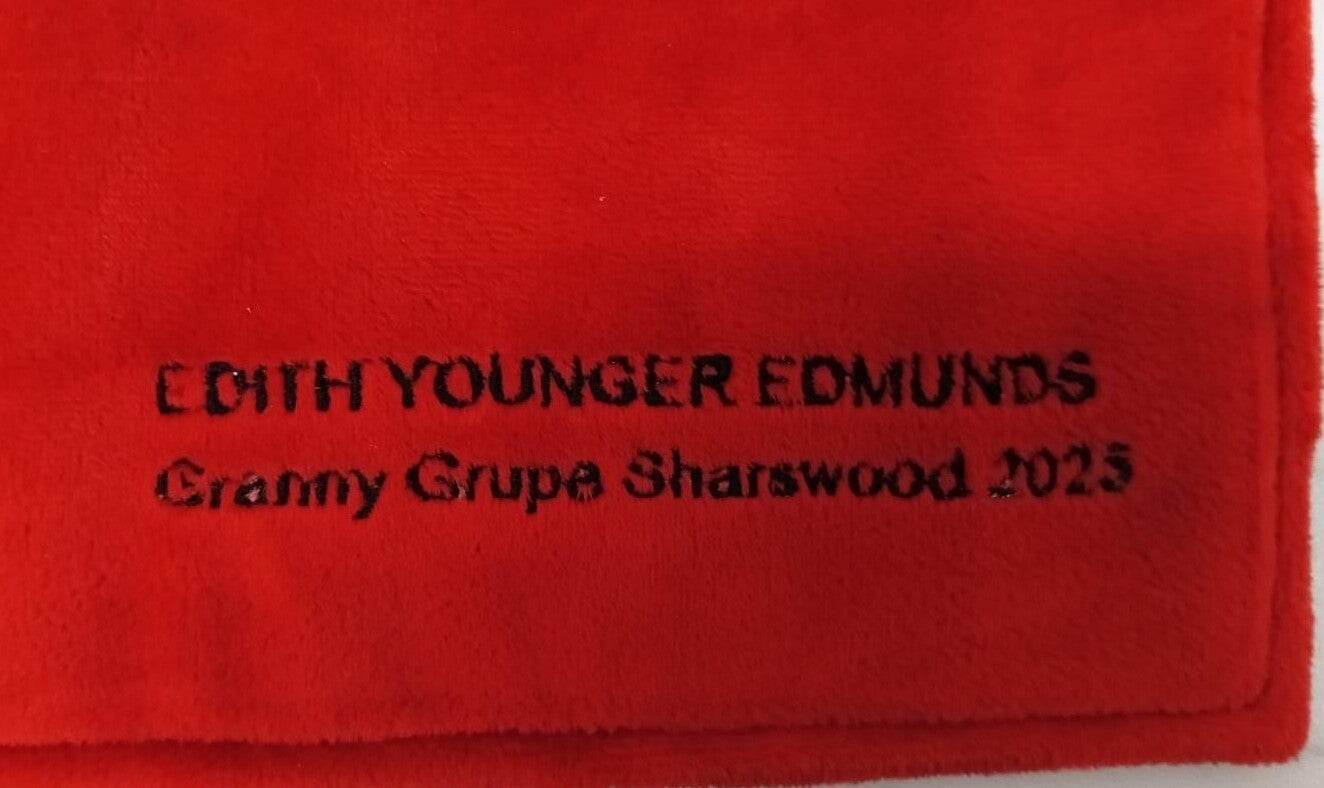 EDITH YOUNGER EDMUNDS
Granny Grupe Sharswood 2025